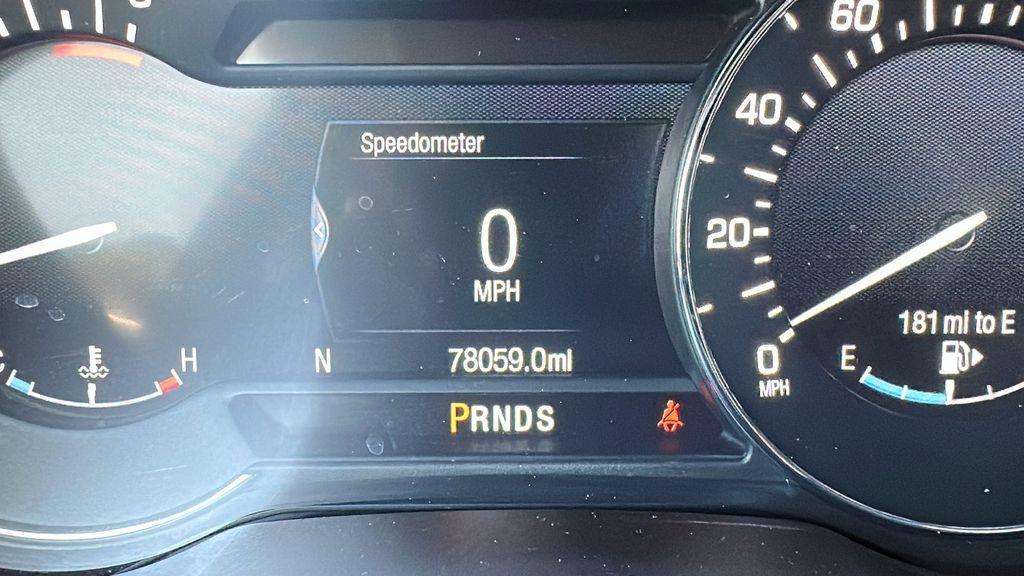 60
40
20
0
MPH
Speedometer
0
MPH
181 mi to E
E
H
N
78059.0mi
PRNDS